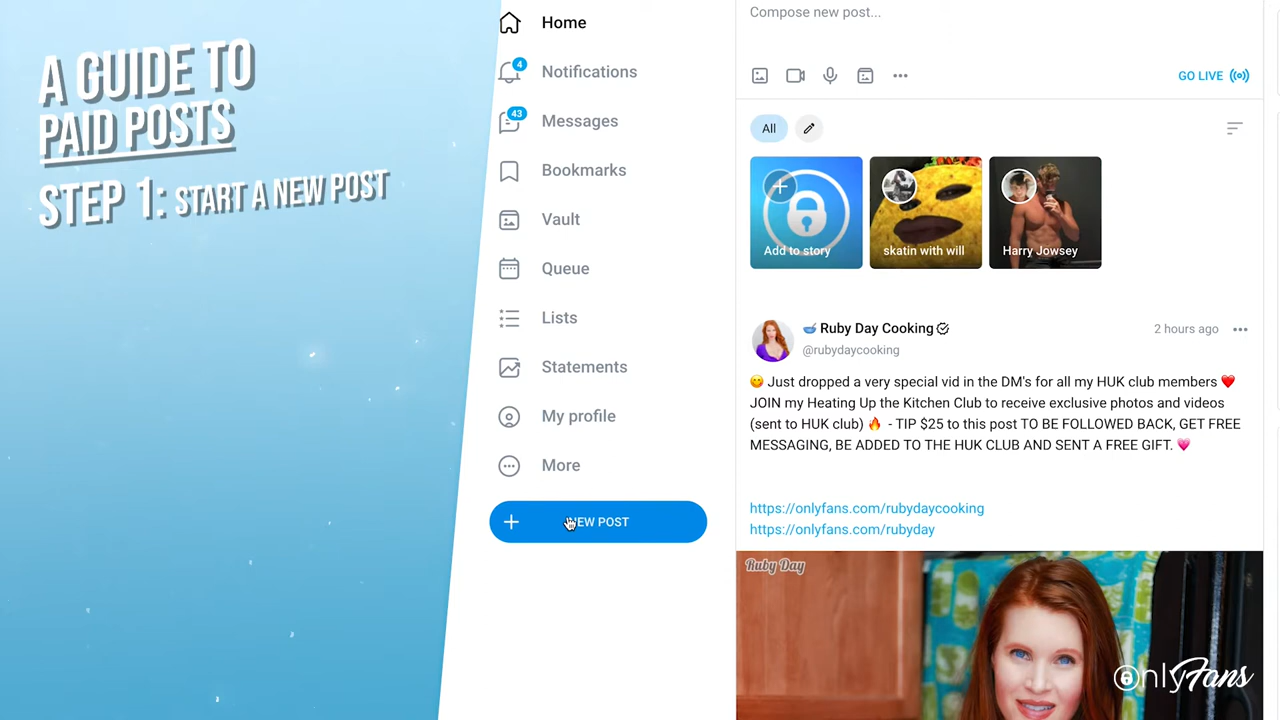 A GUIDE TO
PAID POSTS
STEP 1: START A NEW POST
Home
4
Notifications
43
Messages
Bookmarks
Vault
Queue
Lists
Statements
My profile
More
NEW POST
Compose new post...
GO LIVE
All
Add to story
skatin with will
Harry Jowsey
Ruby Day Cooking
2 hours ago
@rubydaycooking
😋 Just dropped a very special vid in the DM's for all my HUK club members ❤️
JOIN my Heating Up the Kitchen Club to receive exclusive photos and videos
(sent to HUK club) 🔥 - TIP $25 to this post TO BE FOLLOWED BACK, GET FREE
MESSAGING, BE ADDED TO THE HUK CLUB AND SENT A FREE GIFT. 💗
https://onlyfans.com/rubydaycooking
https://onlyfans.com/rubyday
Ruby Day
OnlyFans